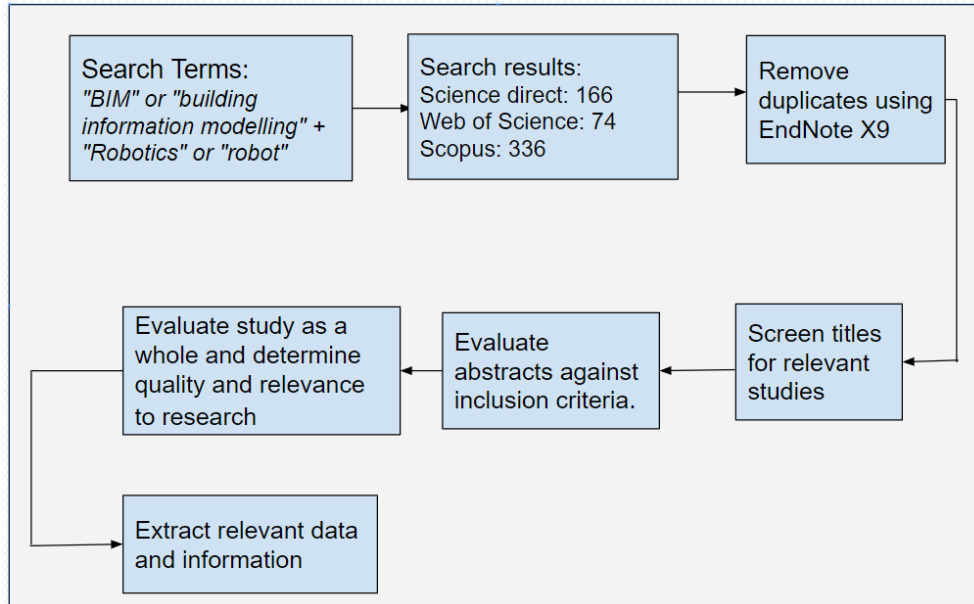 Search Terms:
"BIM" or "building
information modelling" +
"Robotics" or "robot"
Search results:
Science direct: 166
Web of Science: 74
Scopus: 336
Remove
duplicates using
EndNote X9
Screen titles
for relevant
studies
Evaluate
abstracts against
inclusion criteria.
Evaluate study as a
whole and determine
quality and relevance
to research
Extract relevant data
and information